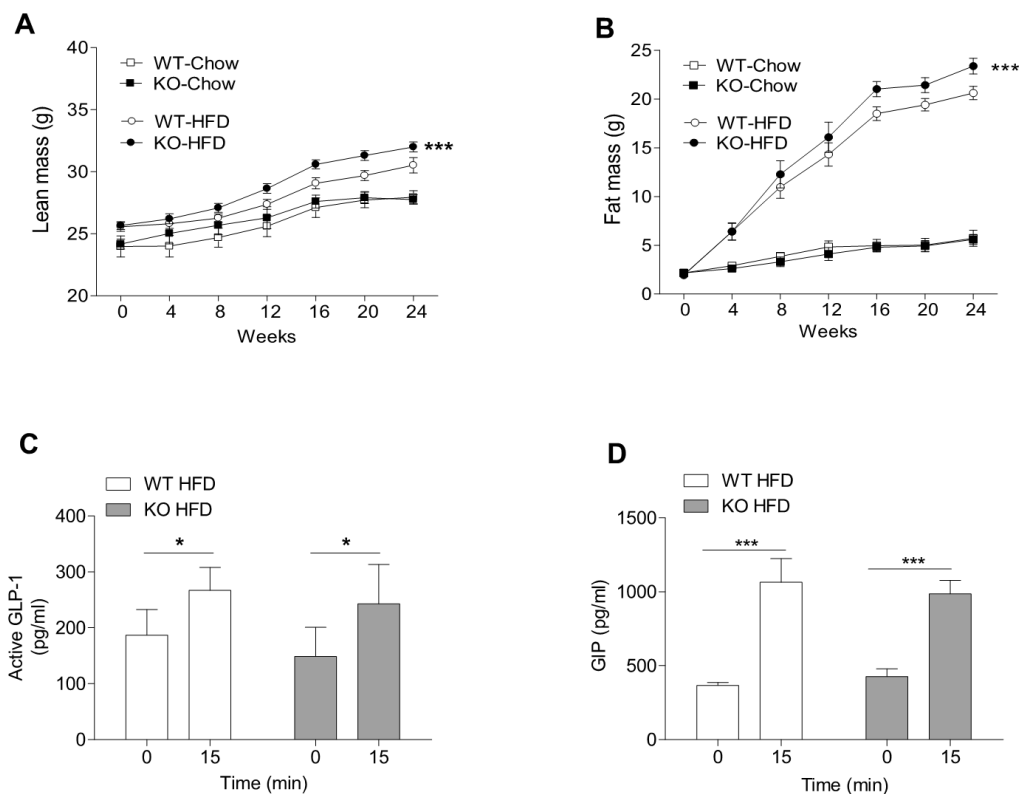 A
WT-Chow
KO-Chow
WT-HFD
KO-HFD
***
Lean mass (g)
40
35
30
25
20
0 4 8 12 16 20 24
Weeks
B
WT-Chow
KO-Chow
WT-HFD
KO-HFD
***
Fat mass (g)
25
20
15
10
5
0
0 4 8 12 16 20 24
Weeks
C
WT HFD
KO HFD
* *
Active GLP-1
(pg/ml)
400
300
200
100
0
0 15 0 15
Time (min)
D
WT HFD
KO HFD
*** ***
GIP (pg/ml)
1500
1000
500
0
0 15 0 15
Time (min)